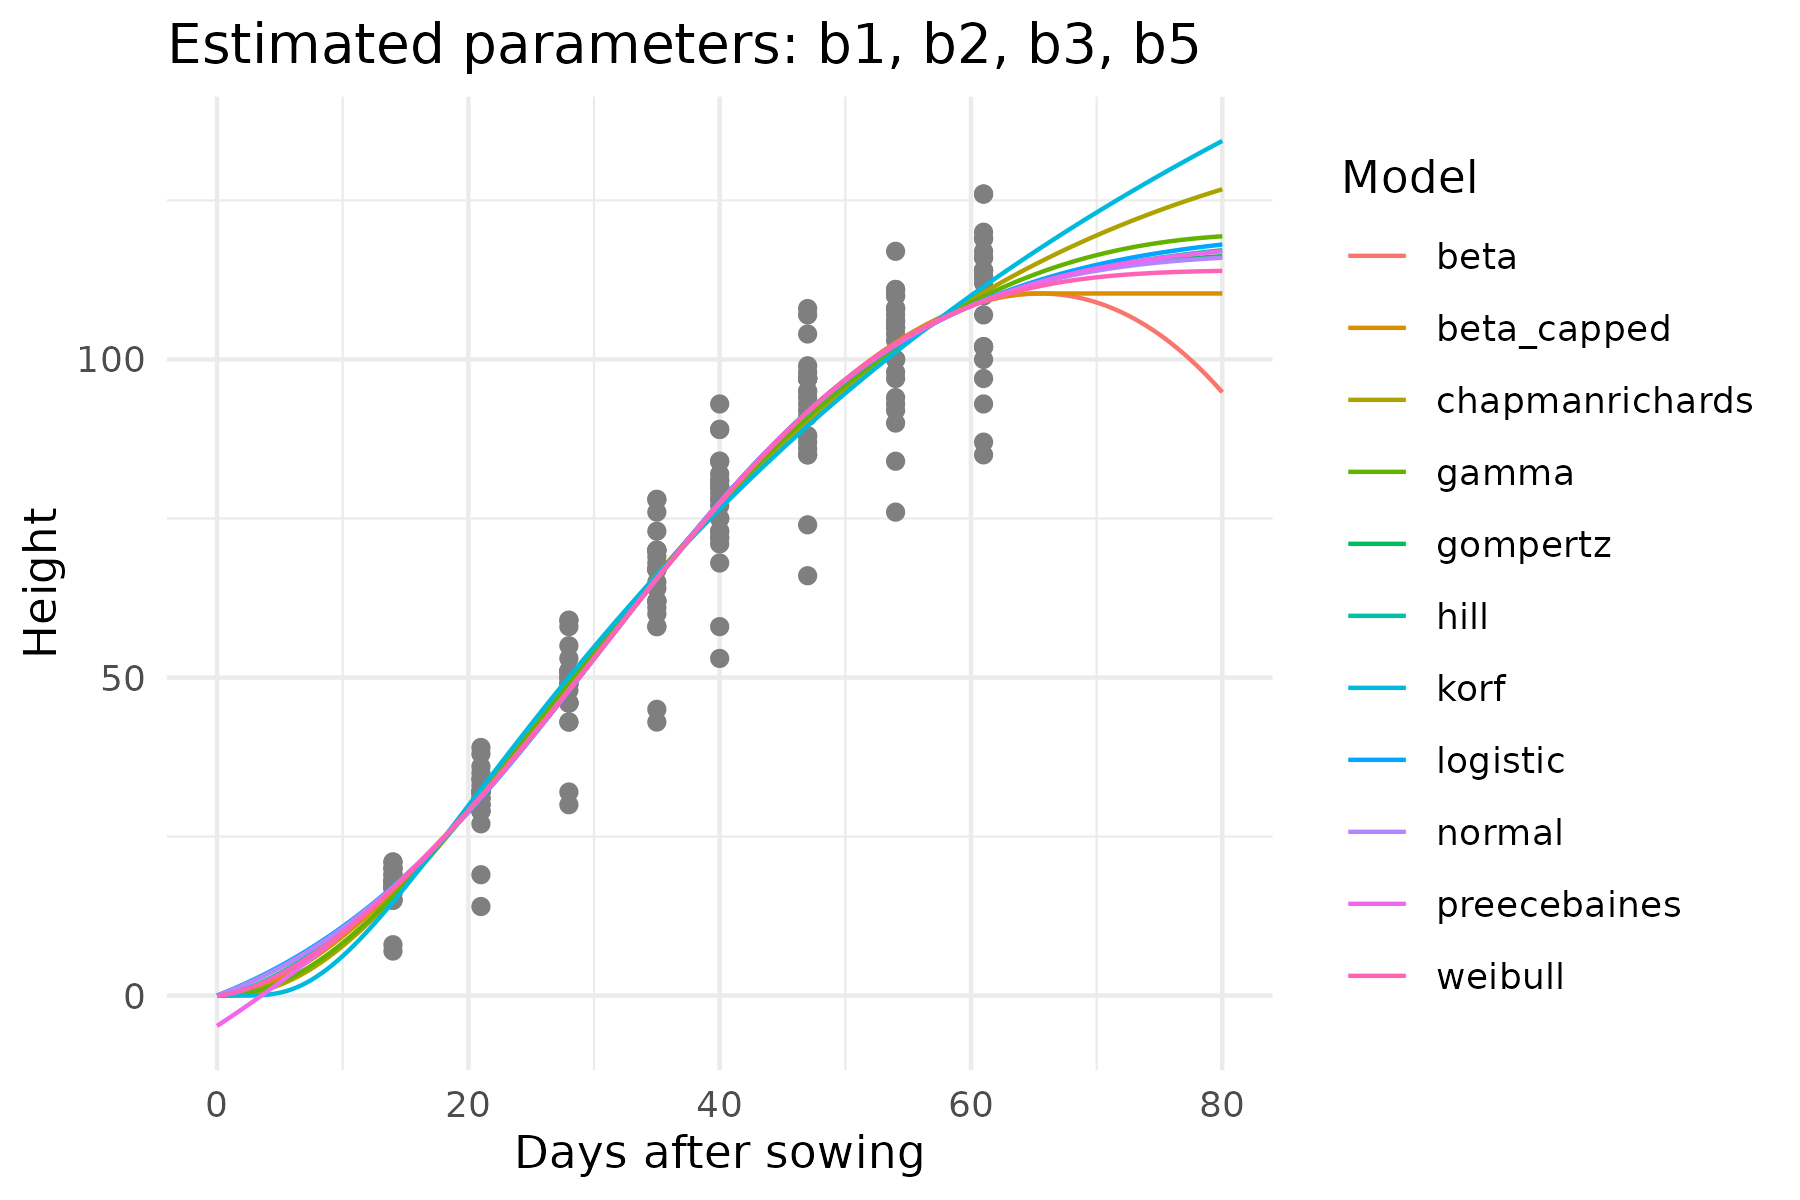 Estimated parameters: b1, b2, b3, b5
Height
100
50
0
0 20 40 60 80
Days after sowing
Model
beta
beta_capped
chapmanrichards
gamma
gompertz
hill
korf
logistic
normal
preecebaines
weibull